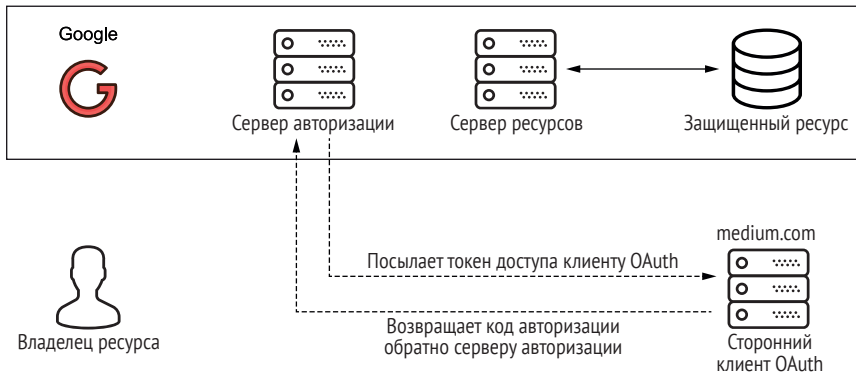 Google
Сервер авторизации
Сервер ресурсов
Защищенный ресурс
medium.com
Посылает токен доступа клиенту OAuth
Возвращает код авторизации
обратно серверу авторизации
Владелец ресурса
Сторонний
клиент OAuth